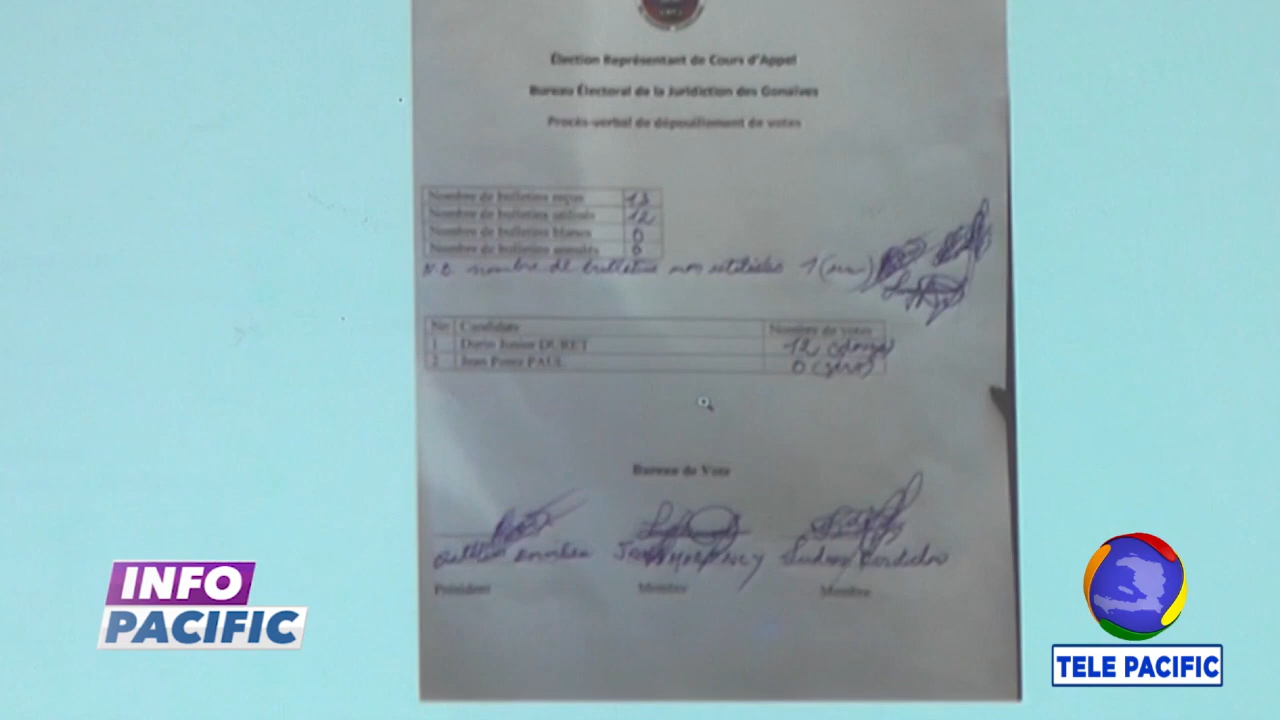 Élection Représentant de Cours d'Appel
Bureau Électoral de la Juridiction des Gonaïves
Procès-verbal de dépouillement de votes
Nombre de bulletins reçus 13
Nombre de bulletins utilisés 12
Nombre de bulletins blancs 0
Nombre de bulletins annulés 0
N.B nombre de bulletins non utilisés 1 (un)
No Candidats Nombre de votes
1 Junior DURET 12 (douze)
2 Jean PAUL 0 (zéro)
Bureau de Vote
Président Membre Membre
INFO
PACIFIC
TELE PACIFIC